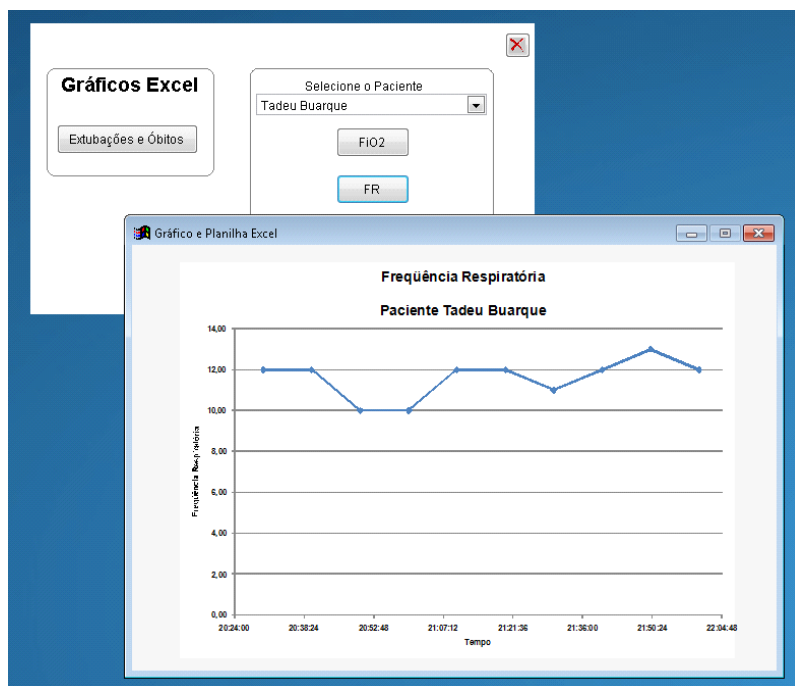 Gráficos Excel
Extubações e Óbitos
Selecione o Paciente
Tadeu Buarque
FiO2
FR
Gráfico e Planilha Excel
Freqüência Respiratória
Paciente Tadeu Buarque
14,00
12,00
10,00
8,00
6,00
4,00
2,00
0,00
Freqüência Respiratória
20:24:00 20:38:24 20:52:48 21:07:12 21:21:36 21:36:00 21:50:24 22:04:48
Tempo